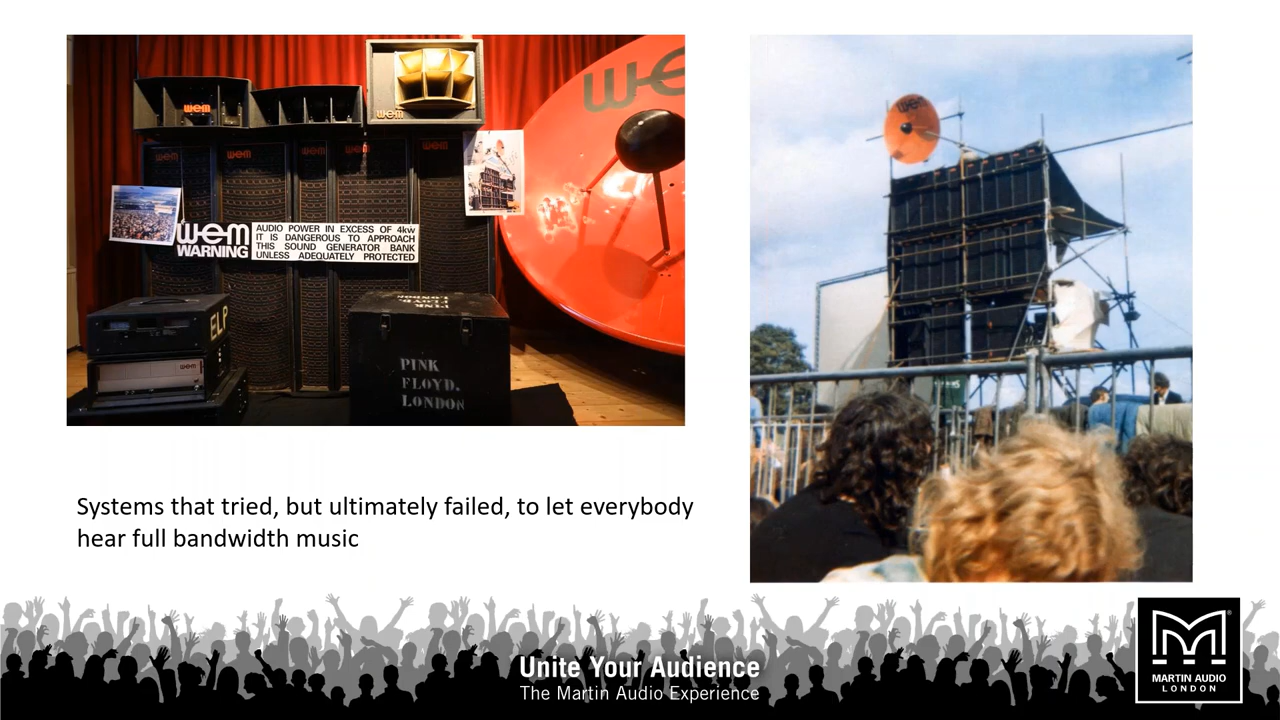 wem
wem
wem
wem
wem
wem
wem
wem
wem
WARNING
AUDIO POWER IN EXCESS OF 4kw
IT IS DANGEROUS TO APPROACH
THIS SOUND GENERATOR BANK
UNLESS ADEQUATELY PROTECTED
ELP
wem
PINK
FLOYD.
LONDON
PINK
FLOYD.
LONDON
wem
Systems that tried, but ultimately failed, to let everybody
hear full bandwidth music
Unite Your Audience
The Martin Audio Experience
M®
MARTIN AUDIO
LONDON